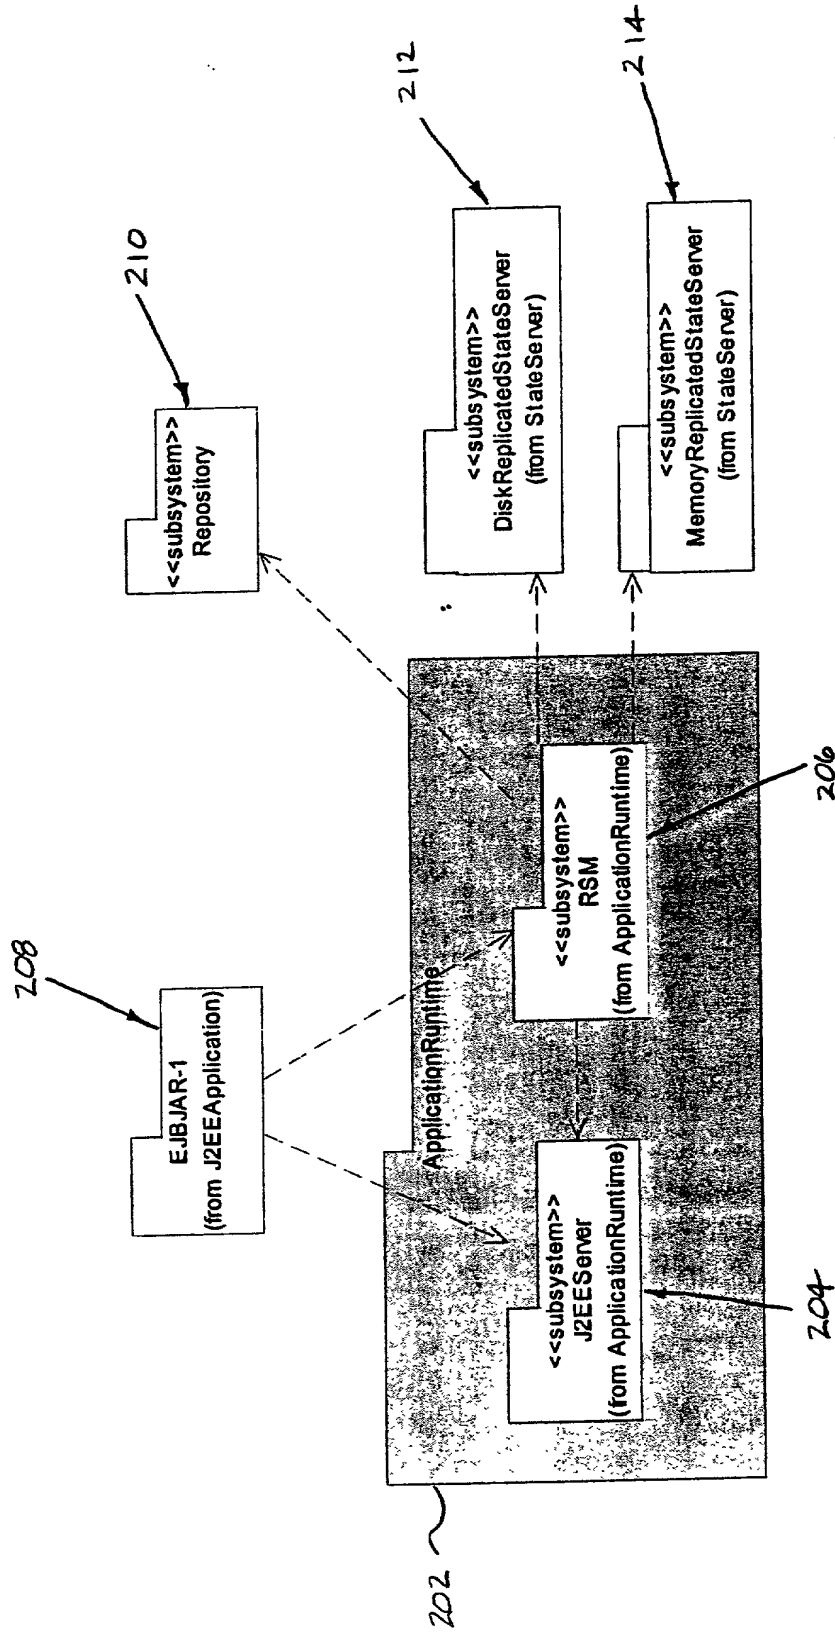 208
EJBJAR-1
(from J2EEApplication)
210
<<subsystem>>
Repository
202
ApplicationRuntime
<<subsystem>>
J2EEServer
(from ApplicationRuntime)
204
<<subsystem>>
RSM
(from ApplicationRuntime)
206
212
<<subsystem>>
DiskReplicatedStateServer
(from StateServer)
214
<<subsystem>>
MemoryReplicatedStateServer
(from StateServer)